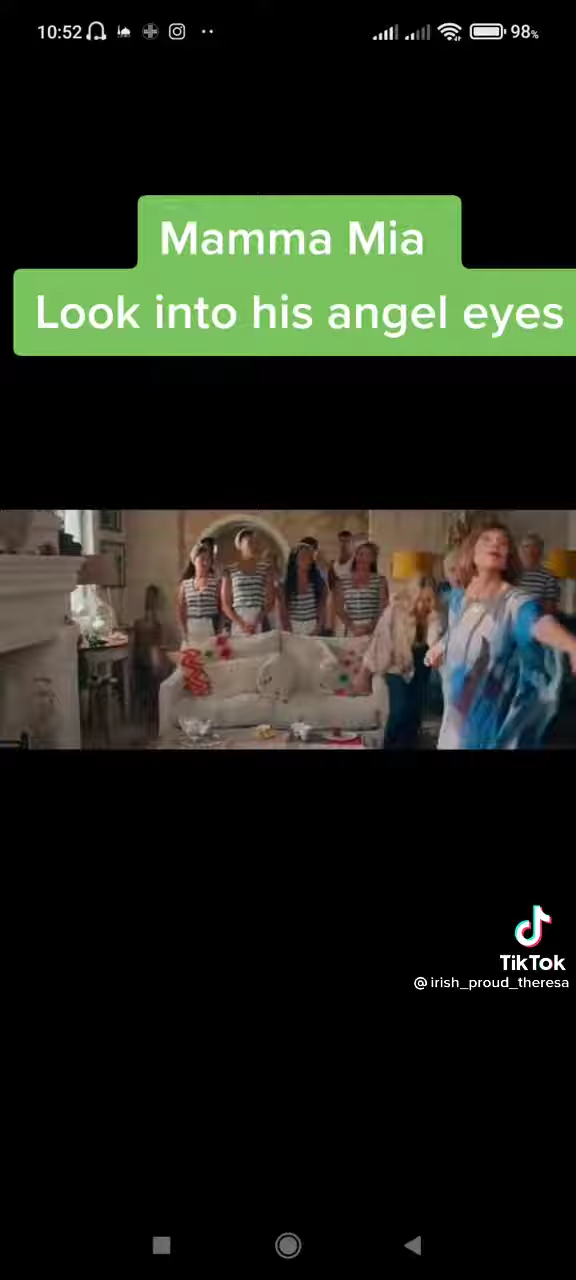 10:52
98%
Mamma Mia
Look into his angel eyes
TikTok
@irish_proud_theresa